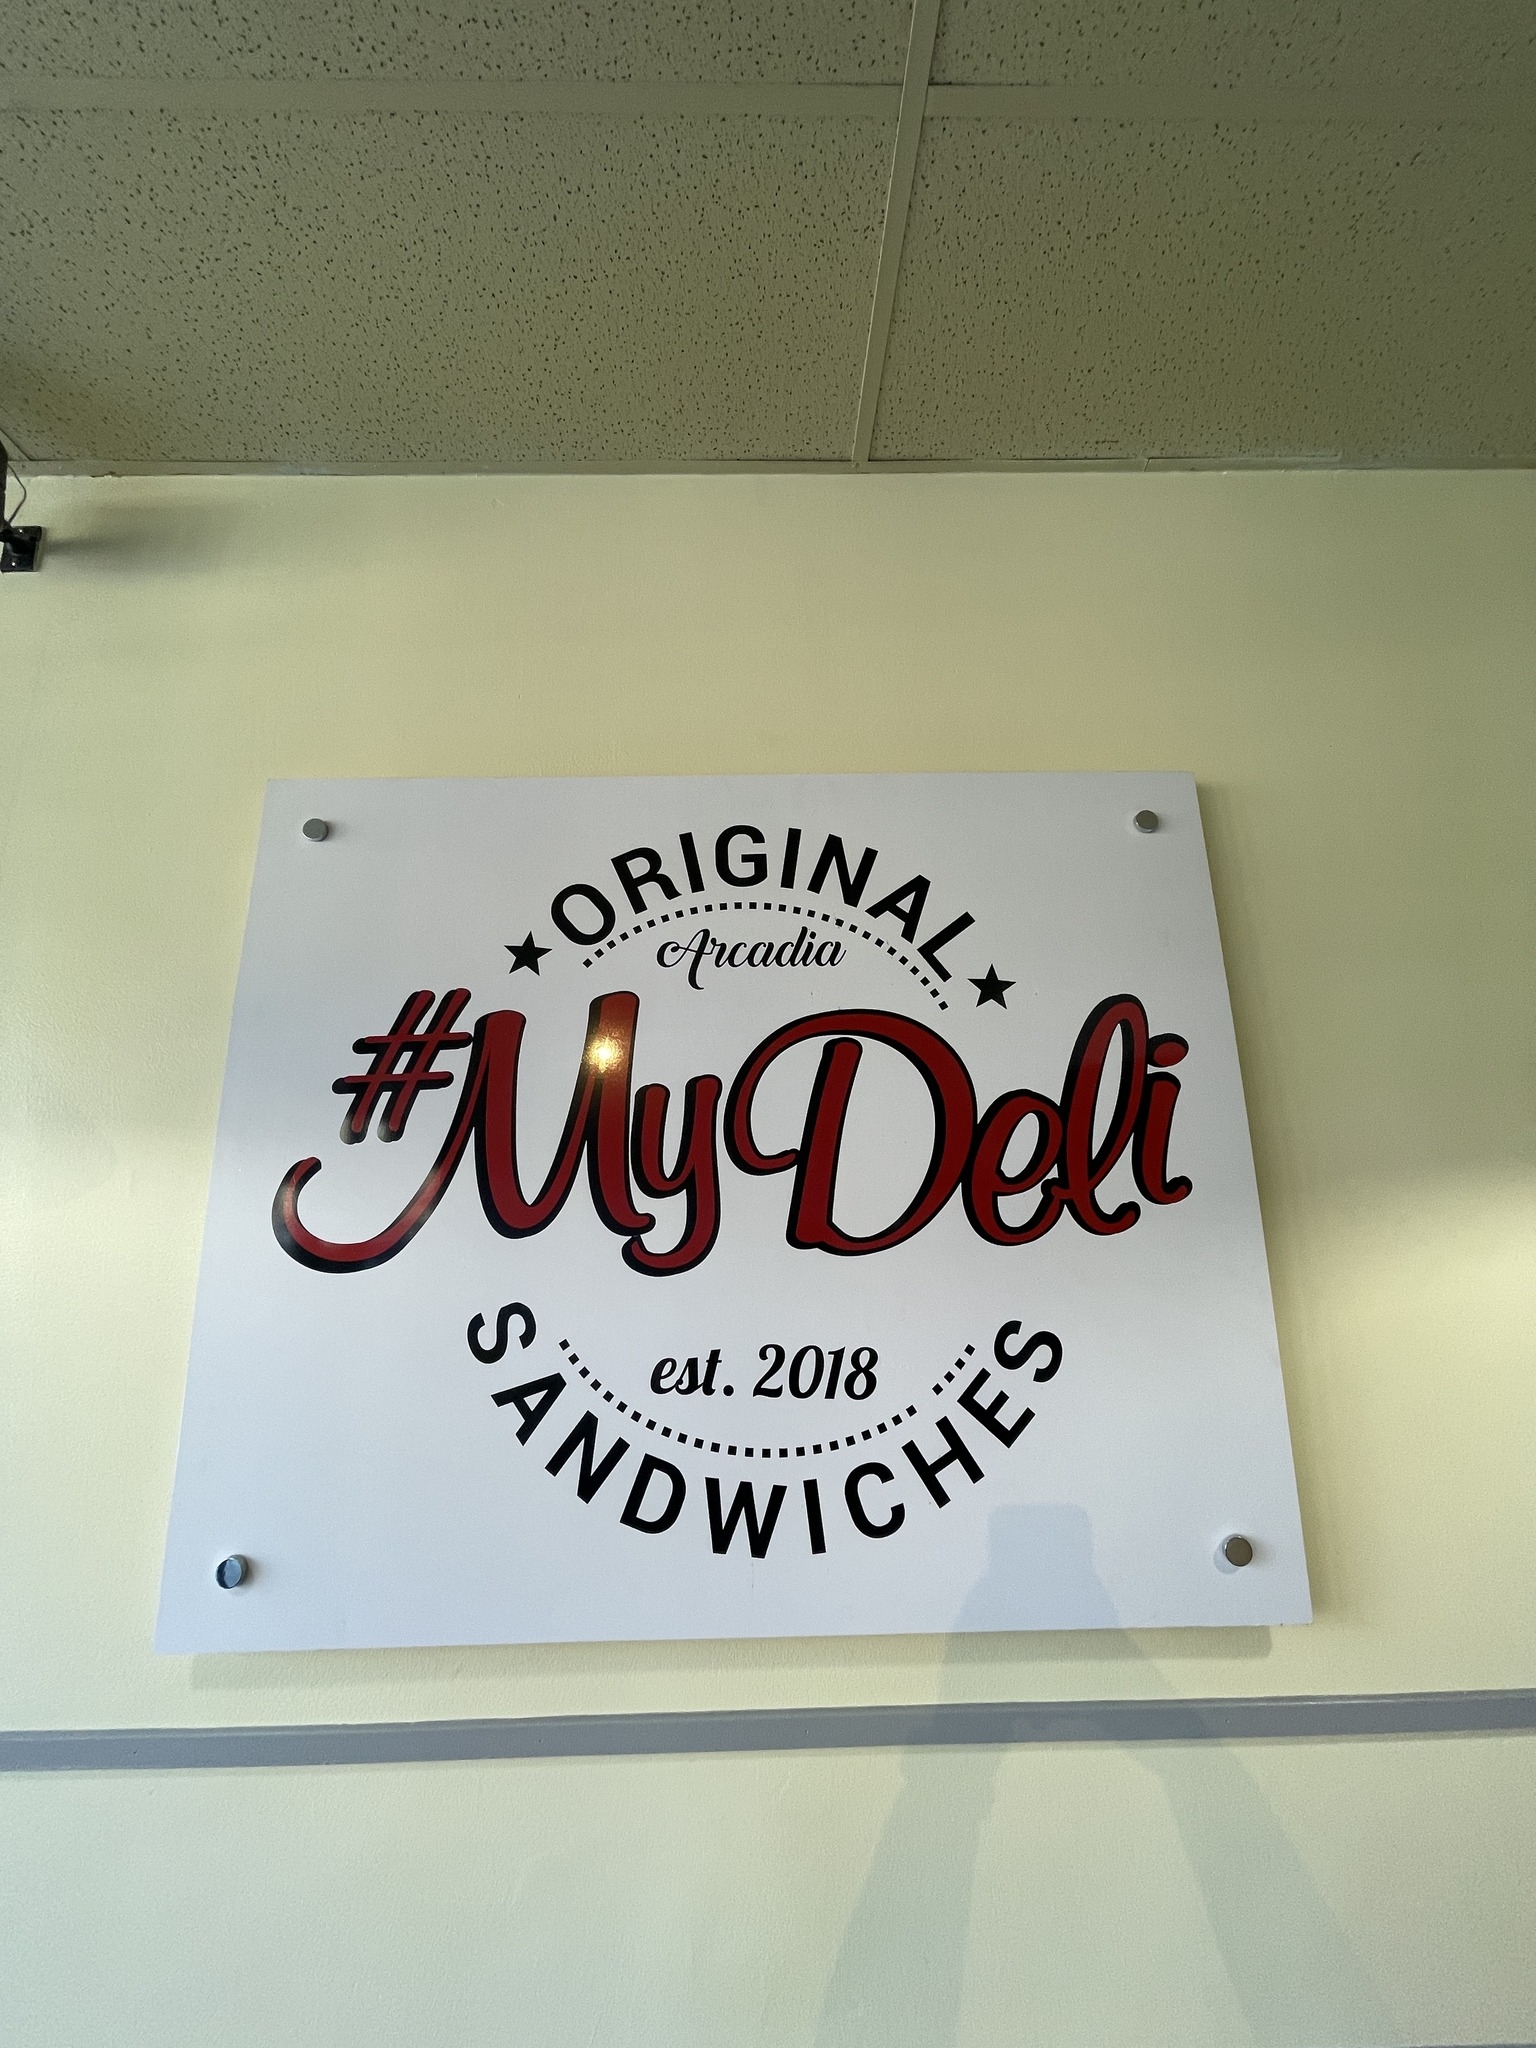 ORIGINAL
Arcadia
#MyDeli
est. 2018
SANDWICHES